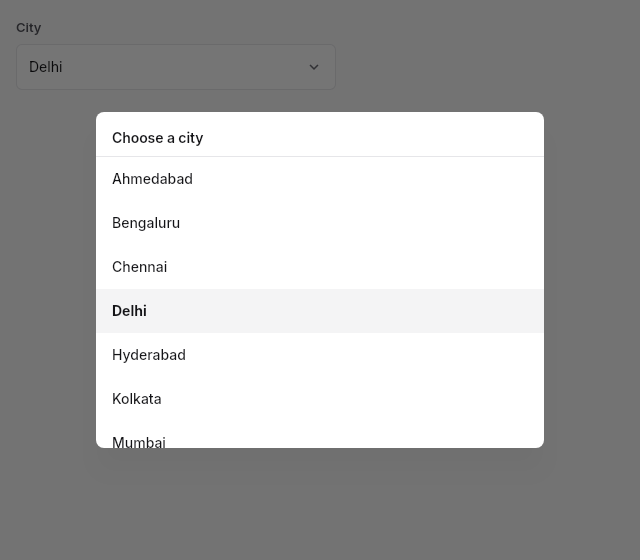 City
Delhi
Choose a city
Ahmedabad
Bengaluru
Chennai
Delhi
Hyderabad
Kolkata
Mumbai